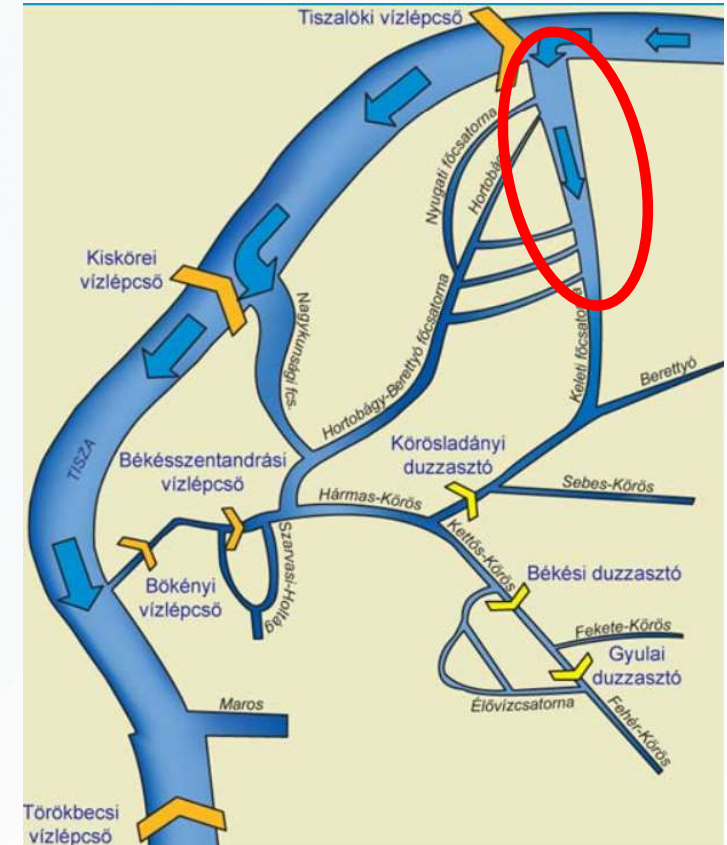 Tiszalöki vízlépcső
Nyugati főcsatorna
Hortobágy
Kiskörei
vízlépcső
Nagykunsági fcs.
Hortobágy-Berettyó főcsatorna
Keleti főcsatorna
Berettyó
TISZA
Békésszentandrási
vízlépcső
Körösladányi
duzzasztó
Hármas-Körös
Sebes-Körös
Szarvasi-Holtág
Kettős-Körös
Bökényi
vízlépcső
Békési duzzasztó
Fekete-Körös
Gyulai
duzzasztó
Élővízcsatorna
Fehér-Körös
Maros
Törökbecsi
vízlépcső